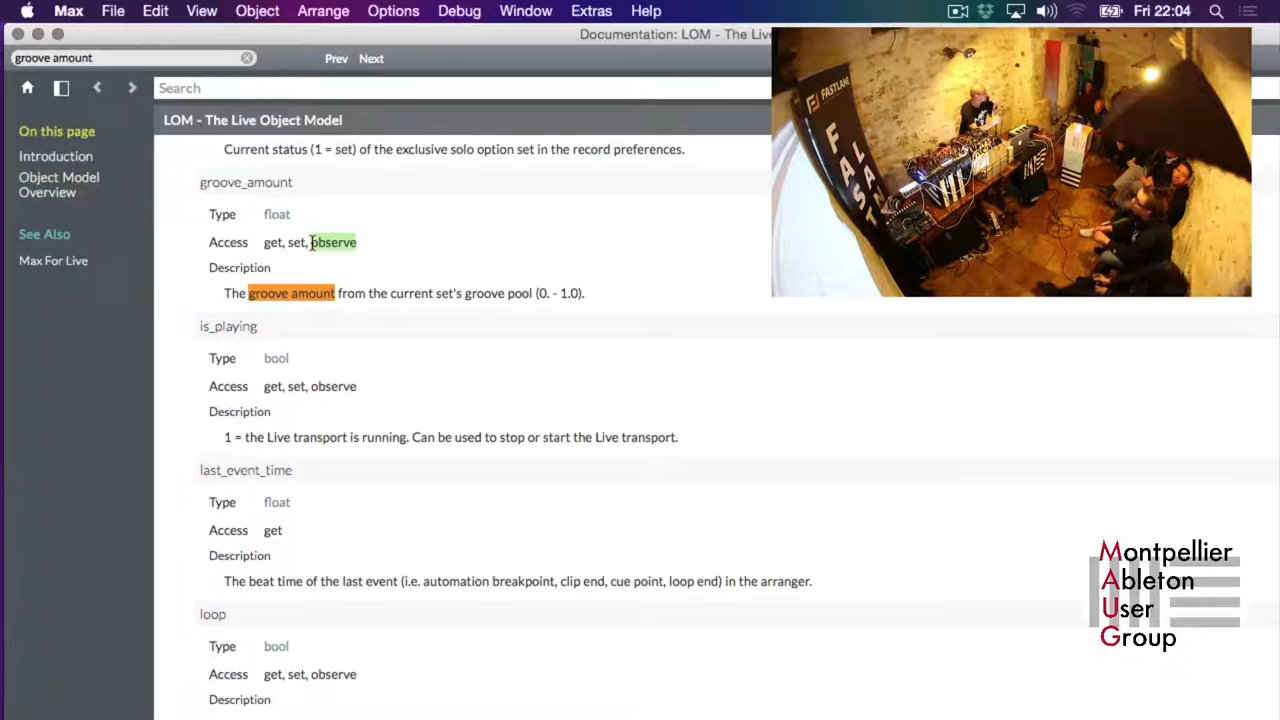 Max File Edit View Object Arrange Options Debug Window Extras Help Fri 22:04
Documentation: LOM - The Liv
groove amount Prev Next
Search
On this page
Introduction
Object Model
Overview
See Also
Max For Live
LOM - The Live Object Model
Current status (1 = set) of the exclusive solo option set in the record preferences.
groove_amount
Type float
Access get, set, observe
Description
The groove amount from the current set's groove pool (0. - 1.0).
is_playing
Type bool
Access get, set, observe
Description
1 = the Live transport is running. Can be used to stop or start the Live transport.
last_event_time
Type float
Access get
Description
The beat time of the last event (i.e. automation breakpoint, clip end, cue point, loop end) in the arranger.
loop
Type bool
Access get, set, observe
Description
FASTLANE
FASTLAN
Montpellier
Ableton
User
Group